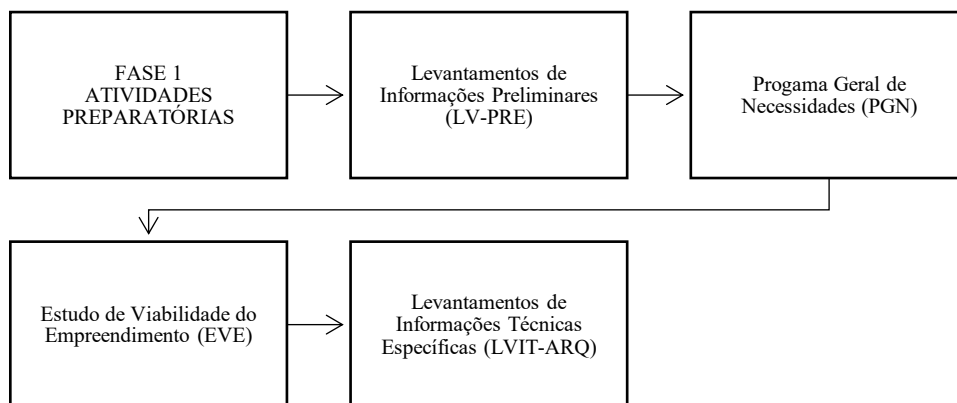 FASE 1
ATIVIDADES
PREPARATÓRIAS
Levantamentos de
Informações Preliminares
(LV-PRE)
Progama Geral de
Necessidades (PGN)
Estudo de Viabilidade do
Empreendimento (EVE)
Levantamentos de
Informações Técnicas
Específicas (LVIT-ARQ)